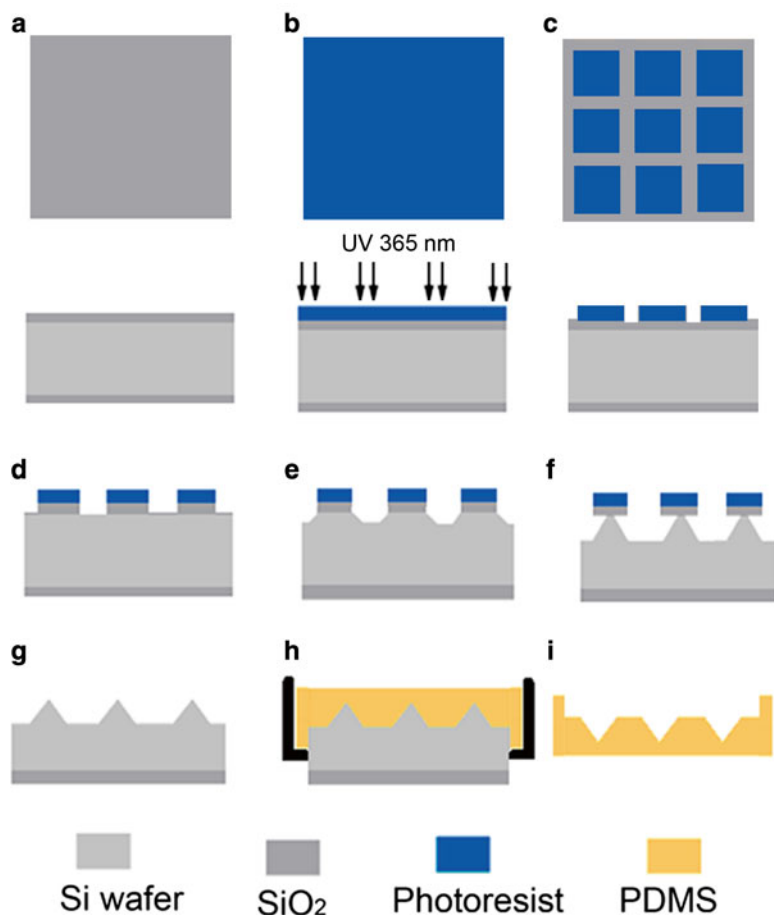 a
b
c
UV 365 nm
d
e
f
g
h
i
Si wafer
SiO₂
Photoresist
PDMS